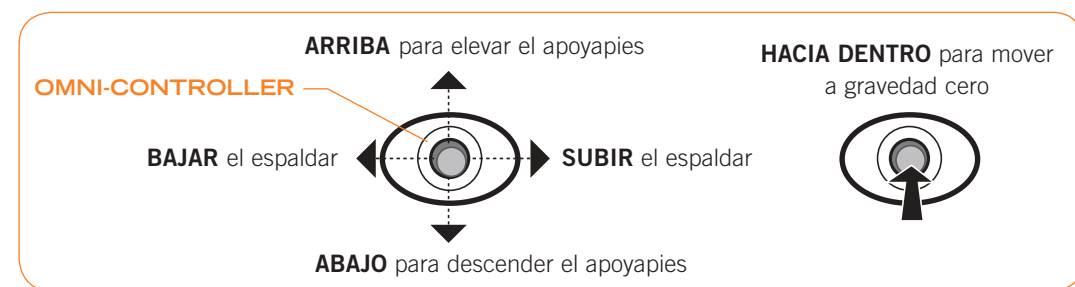 ARRIBA para elevar el apoyapies
HACIA DENTRO para mover
a gravedad cero
OMNI-CONTROLLER
BAJAR el espaldar
SUBIR el espaldar
ABAJO para descender el apoyapies